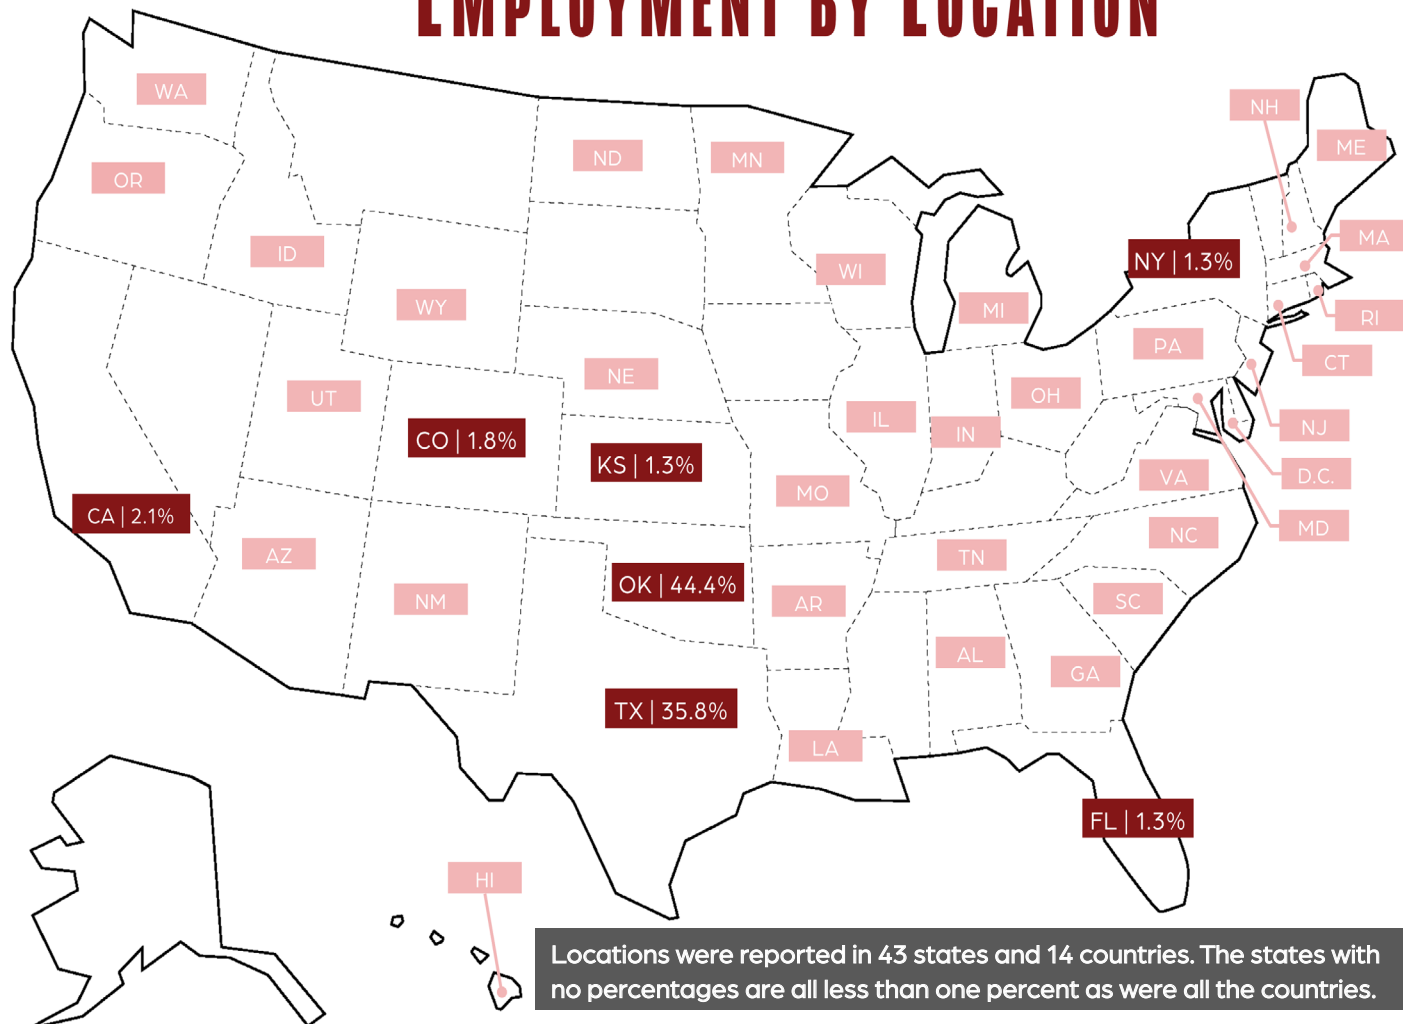 EMPLOYMENT BY LOCATION
WA
NH
ME
OR
ND
MN
MA
ID
NY | 1.3%
WI
WY
MI
RI
PA
CT
NE
UT
OH
IL
NJ
CO | 1.8%
IN
KS | 1.3%
VA
D.C.
MO
CA | 2.1%
MD
NC
AZ
TN
OK | 44.4%
NM
AR
SC
AL
GA
TX | 35.8%
LA
FL | 1.3%
HI
Locations were reported in 43 states and 14 countries. The states with
no percentages are all less than one percent as were all the countries.